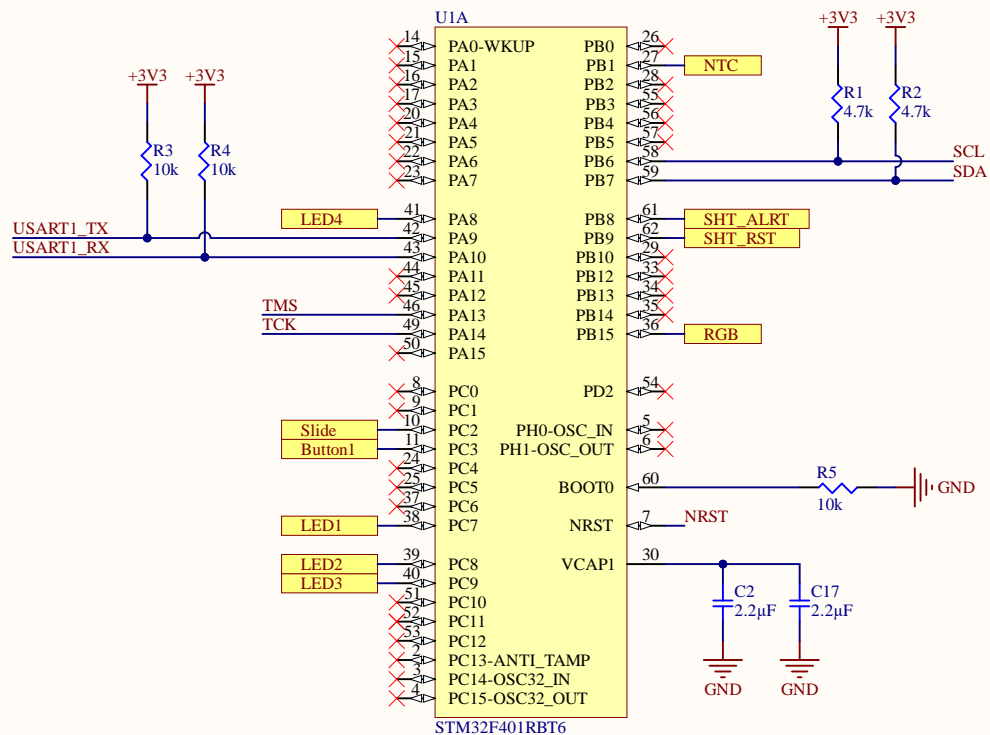 U1A
+3V3 +3V3
+3V3 +3V3
R3 10k
R4 10k
R1 4.7k
R2 4.7k
USART1_TX
USART1_RX
TMS
TCK
LED4
Slide
Button1
LED1
LED2
LED3
14 PA0-WKUP
15 PA1
16 PA2
17 PA3
20 PA4
21 PA5
22 PA6
23 PA7
41 PA8
42 PA9
43 PA10
44 PA11
45 PA12
46 PA13
49 PA14
50 PA15
8 PC0
9 PC1
10 PC2
11 PC3
24 PC4
25 PC5
37 PC6
38 PC7
39 PC8
40 PC9
51 PC10
52 PC11
53 PC12
2 PC13-ANTI_TAMP
3 PC14-OSC32_IN
4 PC15-OSC32_OUT
PB0 26
PB1 27 NTC
PB2 28
PB3 55
PB4 56
PB5 57
PB6 58 SCL
PB7 59 SDA
PB8 61 SHT_ALRT
PB9 62 SHT_RST
PB10 29
PB12 33
PB13 34
PB14 35
PB15 36 RGB
PD2 54
PH0-OSC_IN 5
PH1-OSC_OUT 6
BOOT0 60
R5
10k
GND
NRST 7 NRST
VCAP1 30
C2 2.2µF
C17 2.2µF
GND GND
STM32F401RBT6